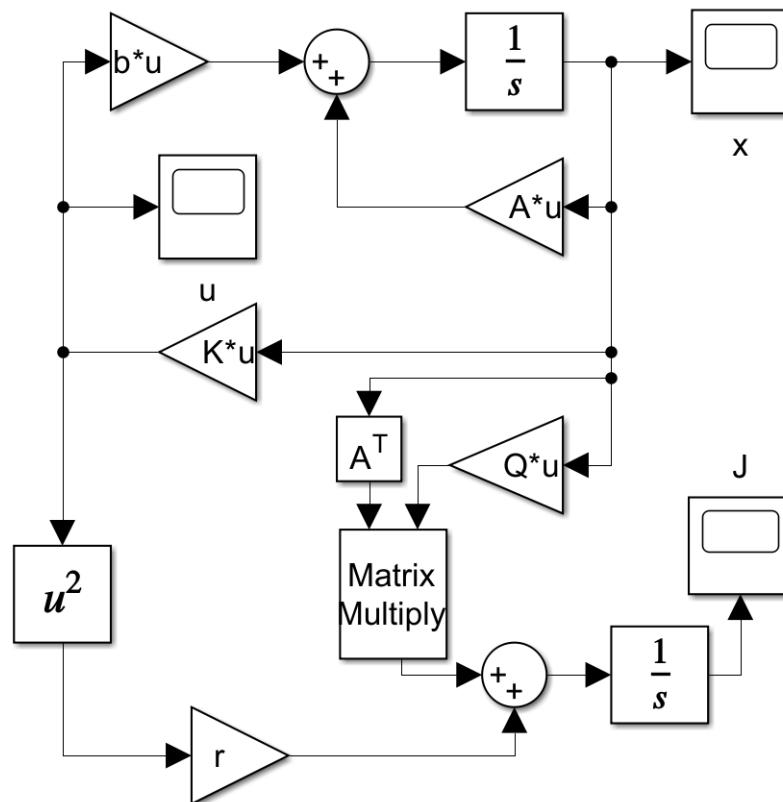 b*u
+
+
1
s
x
A*u
u
K*u
A^T
Q*u
J
u^2
Matrix
Multiply
+
+
1
s
r